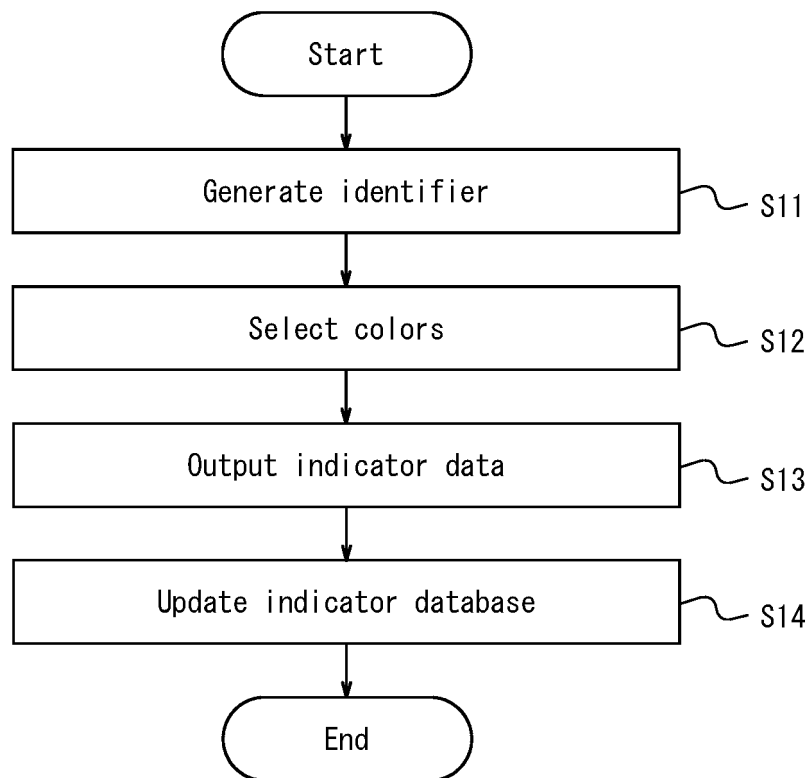 Start
Generate identifier
S11
Select colors
S12
Output indicator data
S13
Update indicator database
S14
End